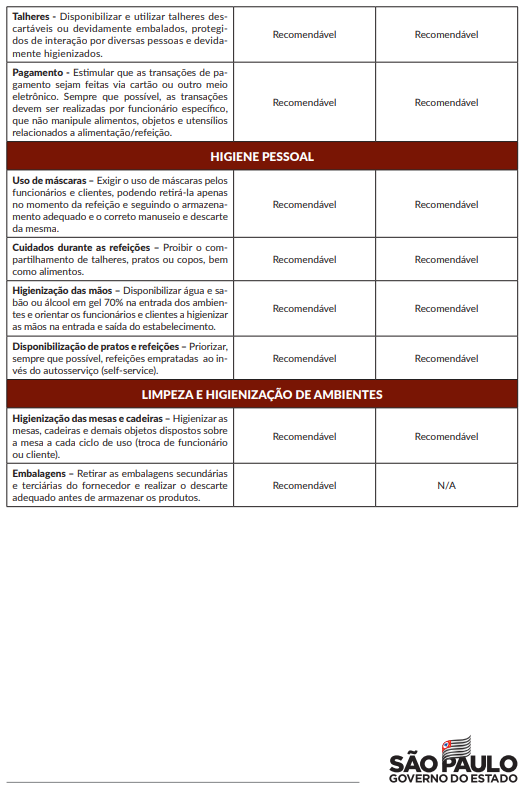 Talheres - Disponibilizar e utilizar talheres des-
cartáveis ou devidamente embalados, protegi-
dos de interação por diversas pessoas e devida-
mente higienizados.
Recomendável
Recomendável
Pagamento - Estimular que as transações de pa-
gamento sejam feitas via cartão ou outro meio
eletrônico. Sempre que possível, as transações
devem ser realizadas por funcionário específico,
que não manipule alimentos, objetos e utensílios
relacionados a alimentação/refeição.
Recomendável
Recomendável
HIGIENE PESSOAL
Uso de máscaras – Exigir o uso de máscaras pelos
funcionários e clientes, podendo retirá-la apenas
no momento da refeição e seguindo o armazena-
mento adequado e o correto manuseio e descarte
da mesma.
Recomendável
Recomendável
Cuidados durante as refeições – Proibir o com-
partilhamento de talheres, pratos ou copos, bem
como alimentos.
Recomendável
Recomendável
Higienização das mãos – Disponibilizar água e sa-
bão ou álcool em gel 70% na entrada dos ambien-
tes e orientar os funcionários e clientes a higienizar
as mãos na entrada e saída do estabelecimento.
Recomendável
Recomendável
Disponibilização de pratos e refeições – Priorizar,
sempre que possível, refeições empratadas ao in-
vés do autosserviço (self-service).
Recomendável
Recomendável
LIMPEZA E HIGIENIZAÇÃO DE AMBIENTES
Higienização das mesas e cadeiras – Higienizar as
mesas, cadeiras e demais objetos dispostos sobre
a mesa a cada ciclo de uso (troca de funcionário
ou cliente).
Recomendável
Recomendável
Embalagens – Retirar as embalagens secundárias
e terciárias do fornecedor e realizar o descarte
adequado antes de armazenar os produtos.
Recomendável
N/A
SÃO PAULO
GOVERNO DO ESTADO